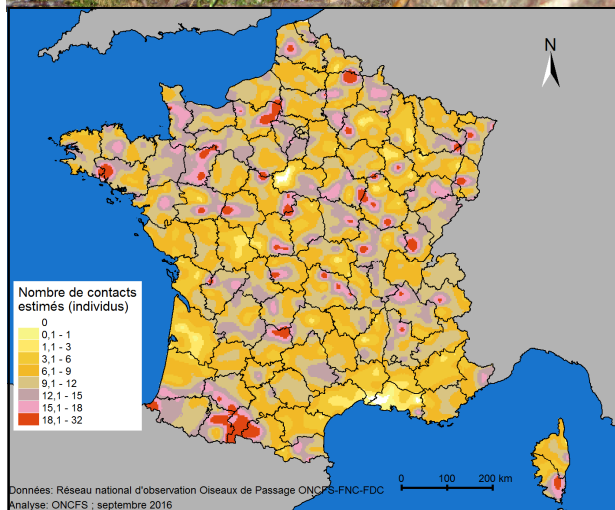 N
Nombre de contacts
estimés (individus)
0
0,1 - 1
1,1 - 3
3,1 - 6
6,1 - 9
9,1 - 12
12,1 - 15
15,1 - 18
18,1 - 32
0 100 200 km
Données: Réseau national d'observation Oiseaux de Passage ONCFS-FNC-FDC
Analyse: ONCFS ; septembre 2016